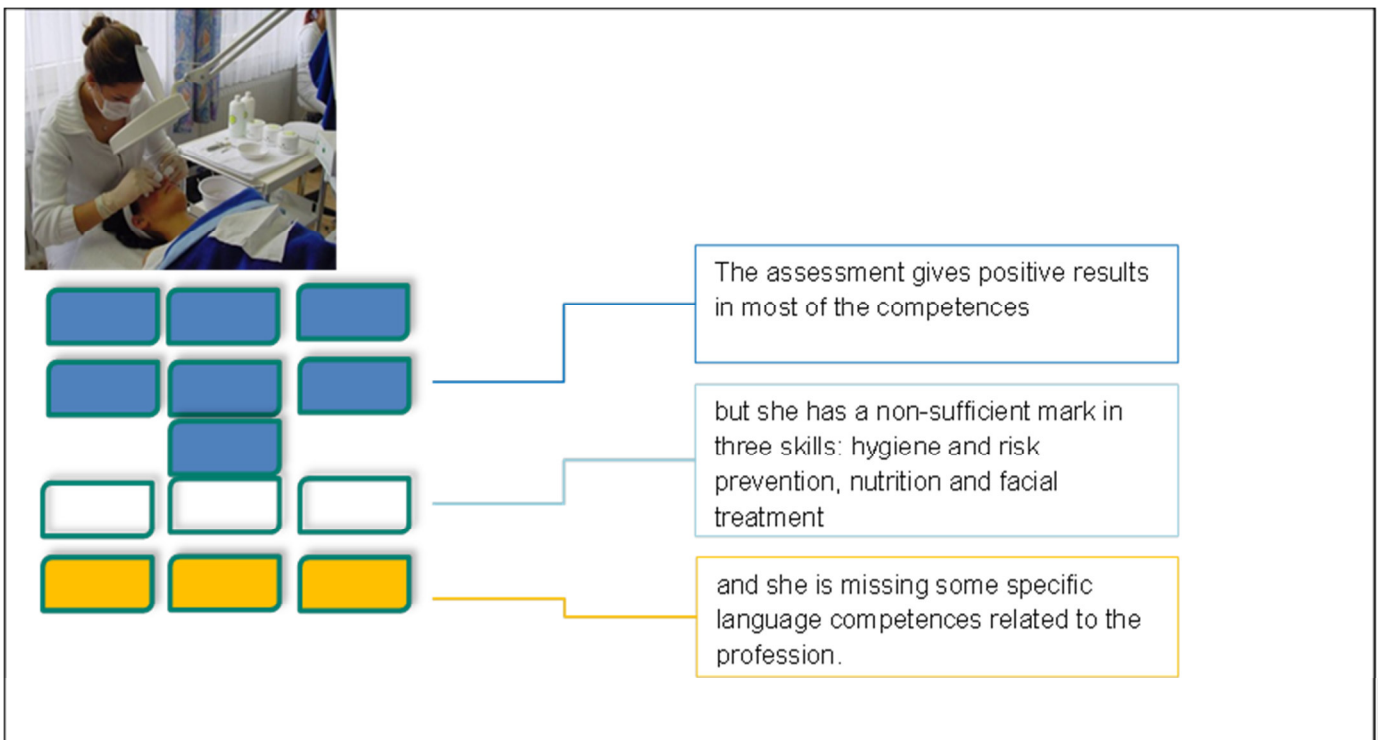 The assessment gives positive results
in most of the competences
but she has a non-sufficient mark in
three skills: hygiene and risk
prevention, nutrition and facial
treatment
and she is missing some specific
language competences related to the
profession.